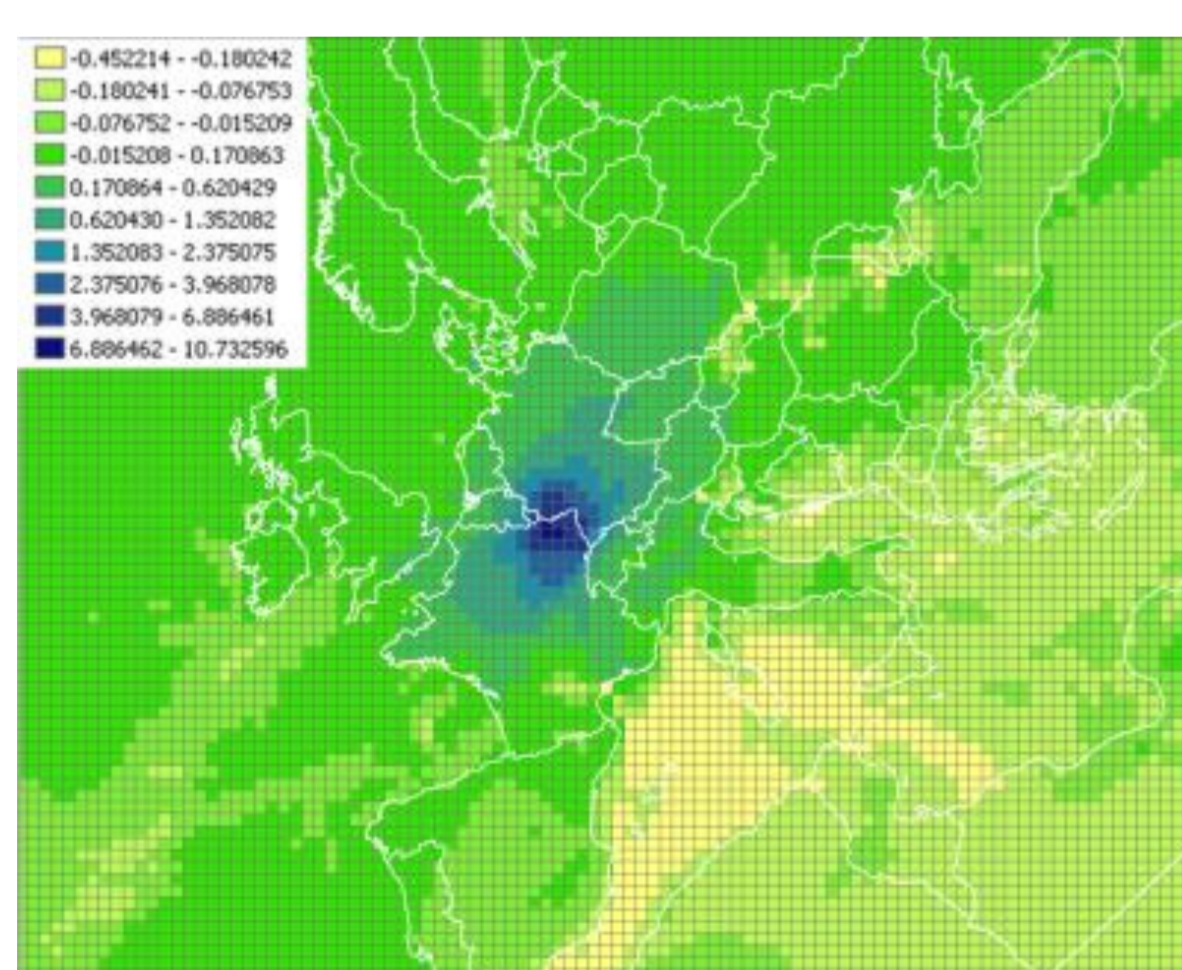 -0.452214 - -0.180242
-0.180241 - -0.076753
-0.076752 - -0.015209
-0.015208 - 0.170863
0.170864 - 0.620429
0.620430 - 1.352082
1.352083 - 2.375075
2.375076 - 3.968078
3.968079 - 6.886461
6.886462 - 10.732596